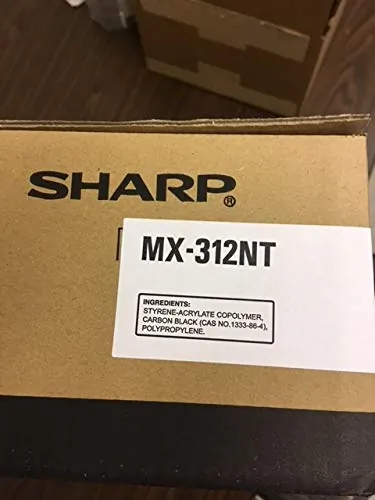 SHARP®
MX-312NT
INGREDIENTS:
STYRENE-ACRYLATE COPOLYMER,
CARBON BLACK (CAS NO.1333-86-4),
POLYPROPYLENE.